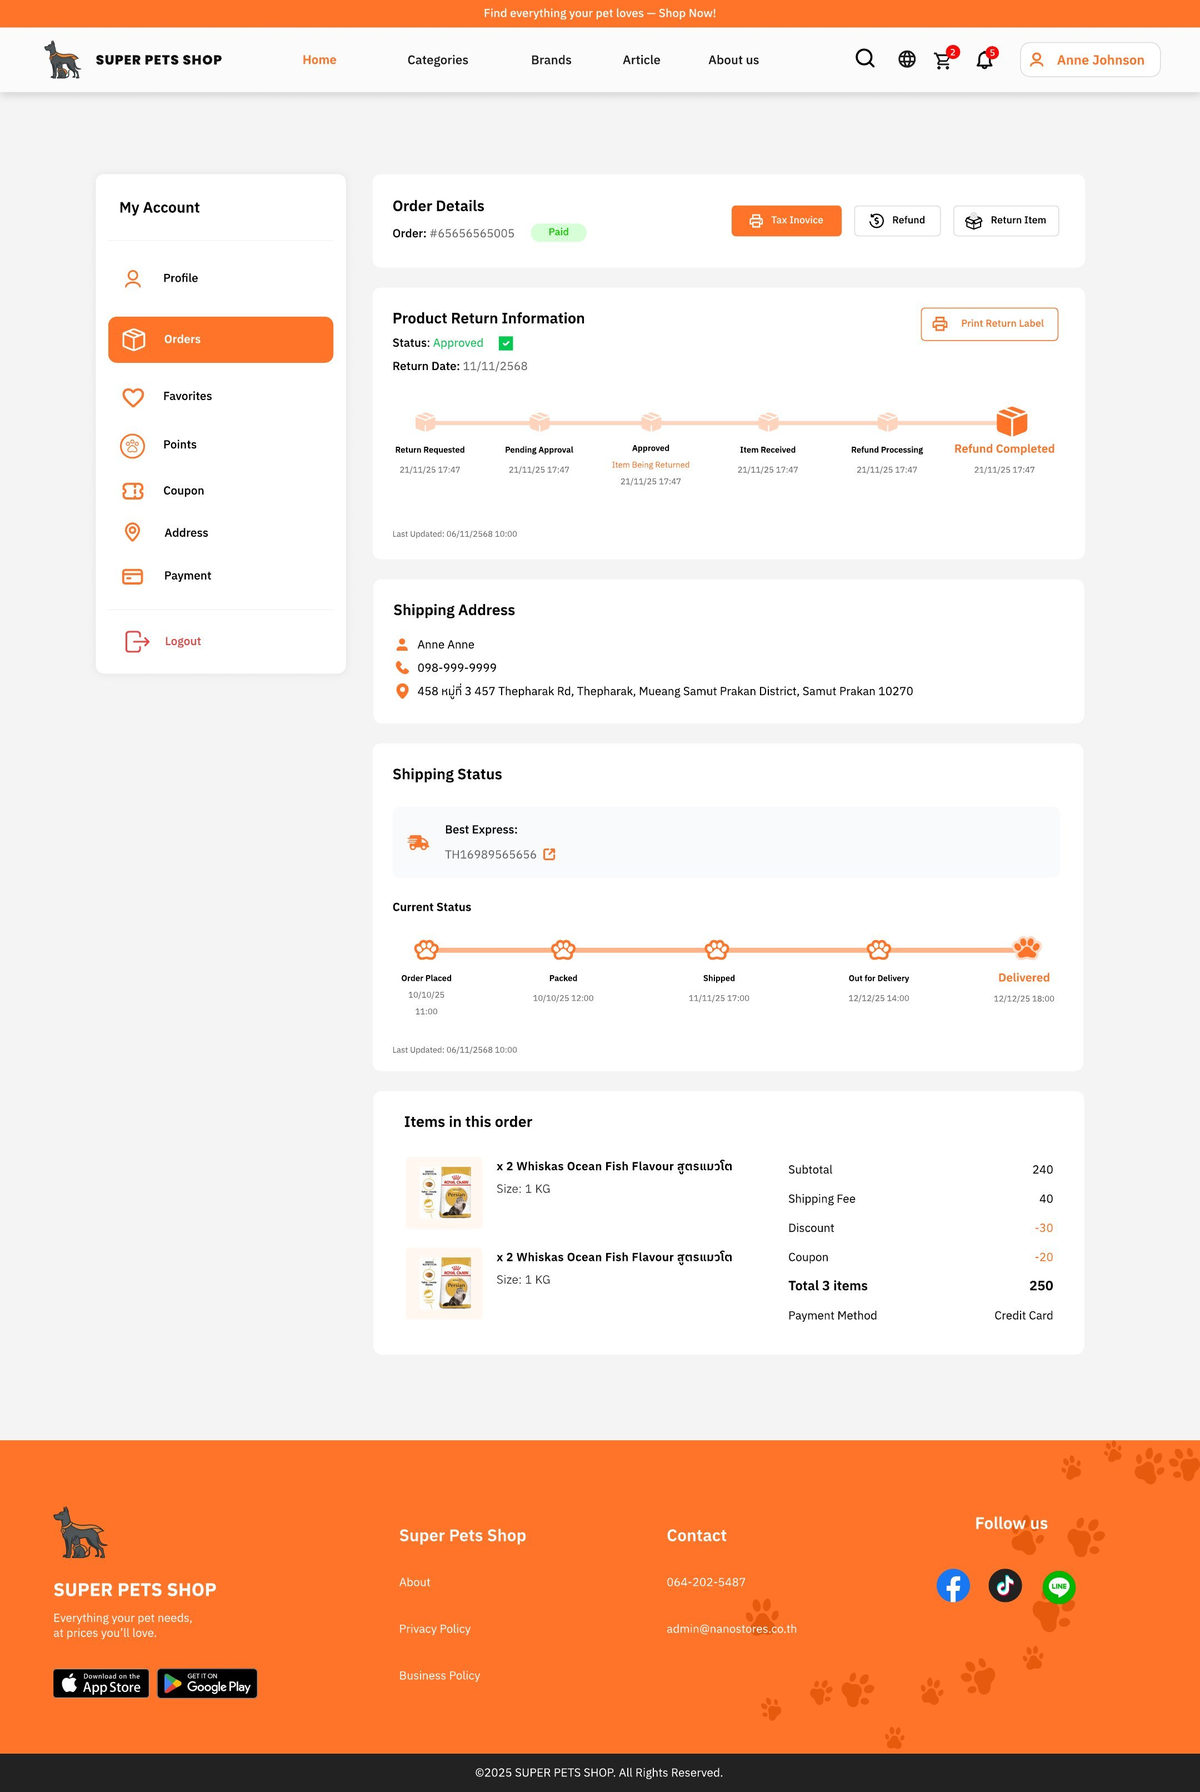 Find everything your pet loves — Shop Now!
SUPER PETS SHOP
Home
Categories
Brands
Article
About us
2
5
Anne Johnson
My Account
Profile
Orders
Favorites
Points
Coupon
Address
Payment
Logout
Order Details
Order: #65656565005
Paid
Tax Inovice
Refund
Return Item
Product Return Information
Status: Approved
Return Date: 11/11/2568
Print Return Label
Return Requested
21/11/25 17:47
Pending Approval
21/11/25 17:47
Approved
Item Being Returned
21/11/25 17:47
Item Received
21/11/25 17:47
Refund Processing
21/11/25 17:47
Refund Completed
21/11/25 17:47
Last Updated: 06/11/2568 10:00
Shipping Address
Anne Anne
098-999-9999
458 หมู่ที่ 3 457 Thepharak Rd, Thepharak, Mueang Samut Prakan District, Samut Prakan 10270
Shipping Status
Best Express:
TH16989565656
Current Status
Order Placed
10/10/25
11:00
Packed
10/10/25 12:00
Shipped
11/11/25 17:00
Out for Delivery
12/12/25 14:00
Delivered
12/12/25 18:00
Last Updated: 06/11/2568 10:00
Items in this order
ROYAL CANIN
Persian
x 2 Whiskas Ocean Fish Flavour สูตรแมวโต
Size: 1 KG
ROYAL CANIN
Persian
x 2 Whiskas Ocean Fish Flavour สูตรแมวโต
Size: 1 KG
Subtotal 240
Shipping Fee 40
Discount -30
Coupon -20
Total 3 items 250
Payment Method Credit Card
SUPER PETS SHOP
Everything your pet needs,
at prices you'll love.
Download on the
App Store
GET IT ON
Google Play
Super Pets Shop
About
Privacy Policy
Business Policy
Contact
064-202-5487
admin@nanostores.co.th
Follow us
LINE
©2025 SUPER PETS SHOP. All Rights Reserved.